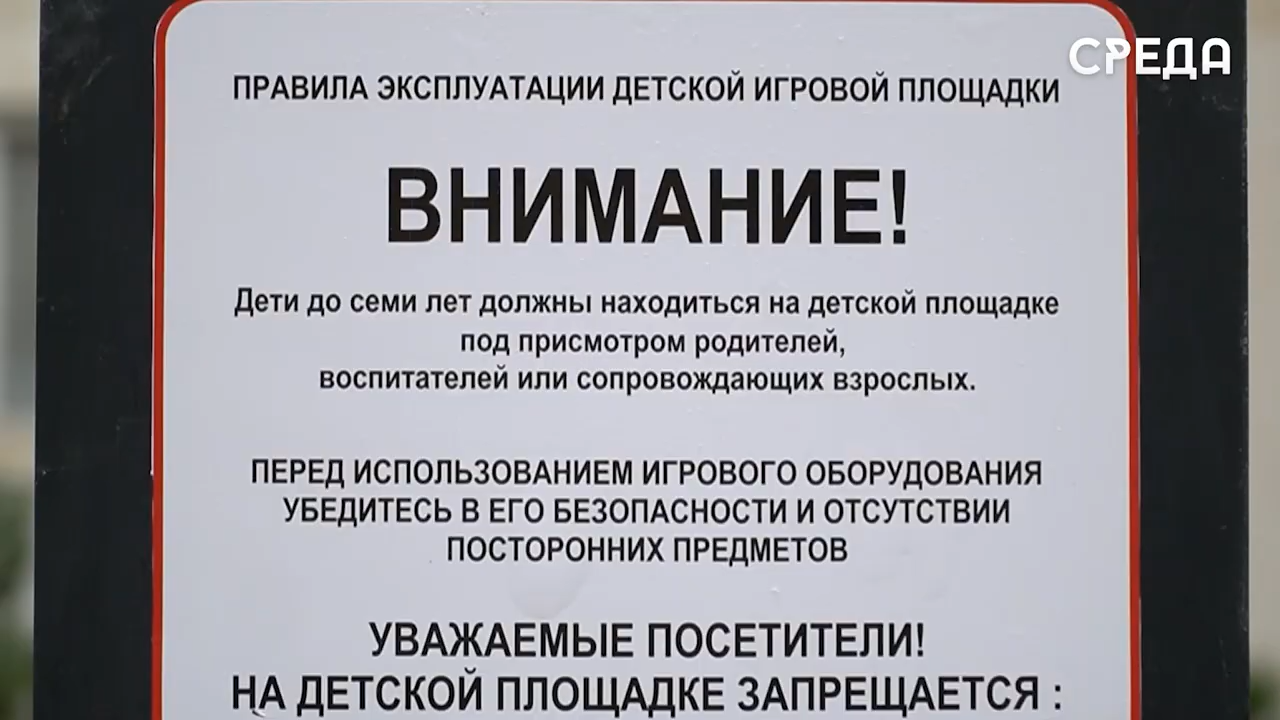 СРЕДА
ПРАВИЛА ЭКСПЛУАТАЦИИ ДЕТСКОЙ ИГРОВОЙ ПЛОЩАДКИ
ВНИМАНИЕ!
Дети до семи лет должны находиться на детской площадке
под присмотром родителей,
воспитателей или сопровождающих взрослых.
ПЕРЕД ИСПОЛЬЗОВАНИЕМ ИГРОВОГО ОБОРУДОВАНИЯ
УБЕДИТЕСЬ В ЕГО БЕЗОПАСНОСТИ И ОТСУТСТВИИ
ПОСТОРОННИХ ПРЕДМЕТОВ
УВАЖАЕМЫЕ ПОСЕТИТЕЛИ!
НА ДЕТСКОЙ ПЛОЩАДКЕ ЗАПРЕЩАЕТСЯ :